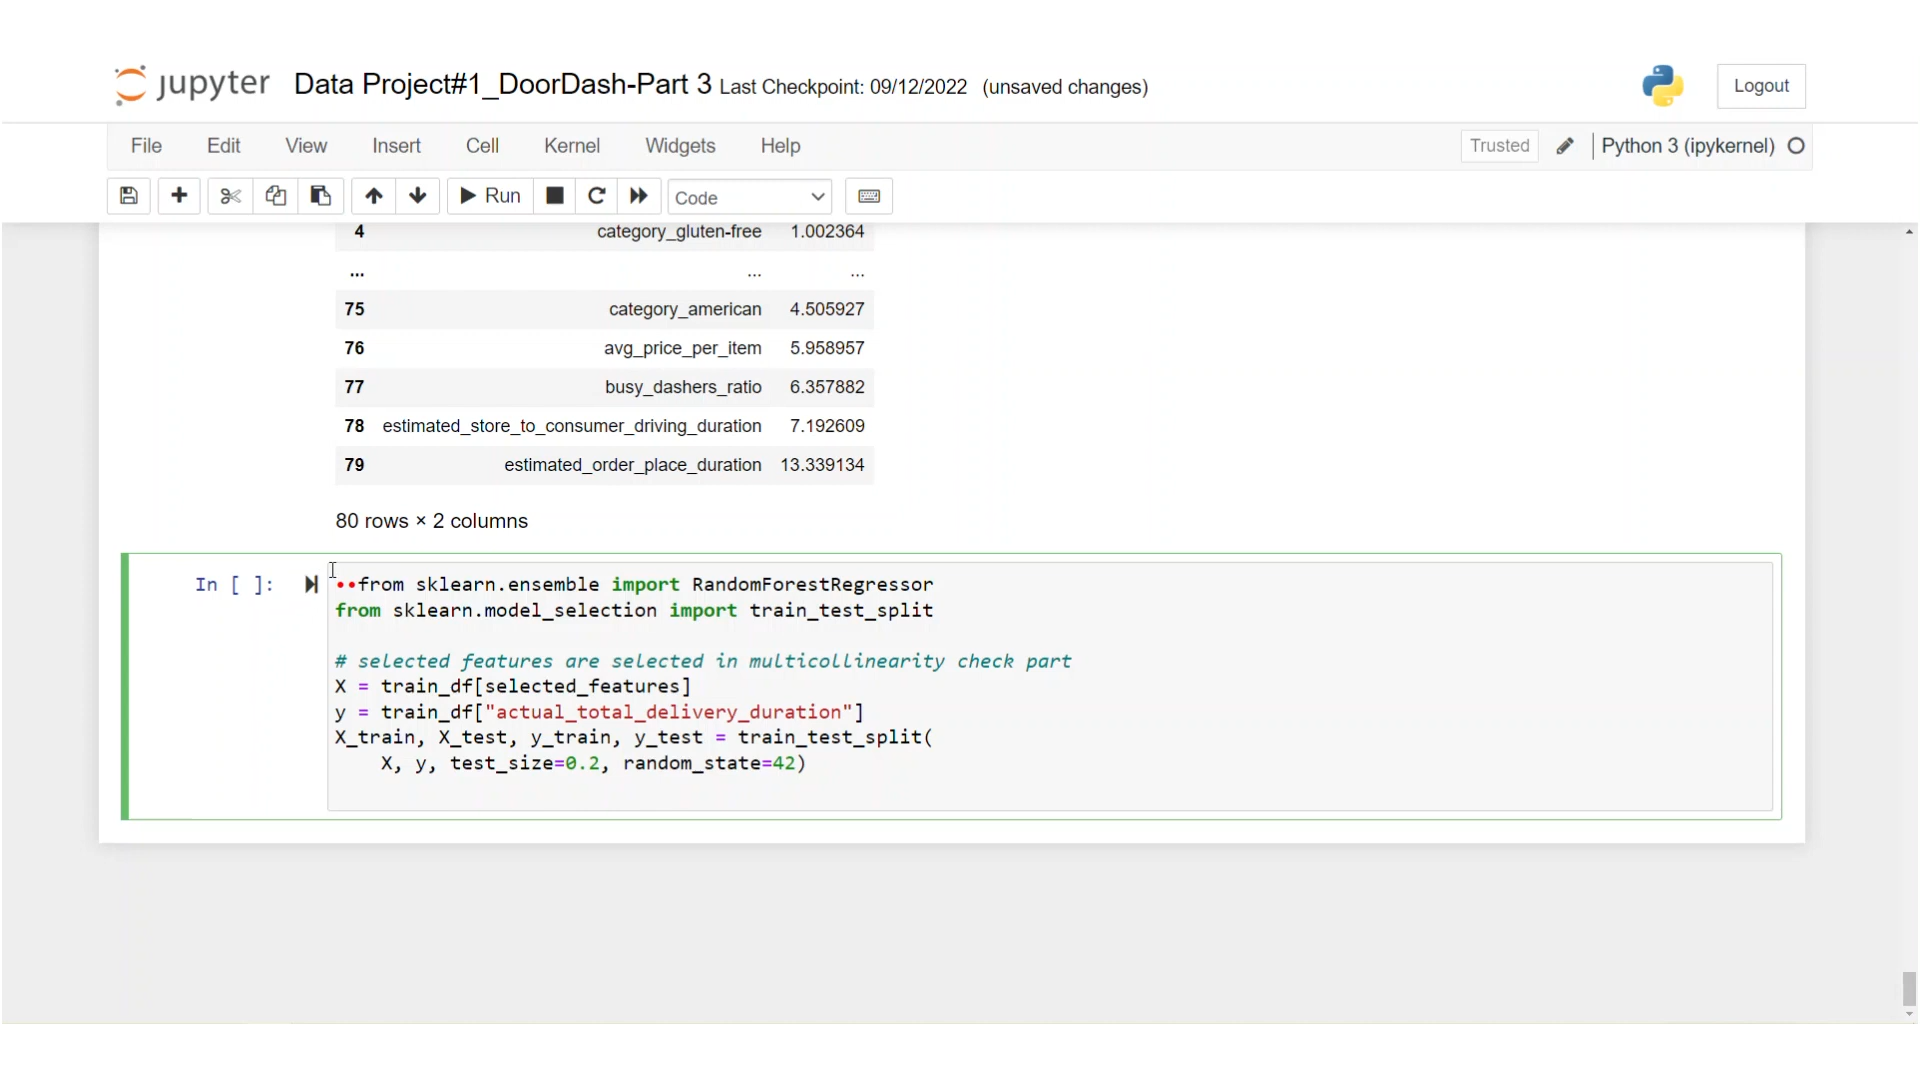 jupyter Data Project#1_DoorDash-Part 3 Last Checkpoint: 09/12/2022 (unsaved changes) Logout
File Edit View Insert Cell Kernel Widgets Help Trusted Python 3 (ipykernel)
Run Code
4 category_gluten-free 1.002364
... ... ...
75 category_american 4.505927
76 avg_price_per_item 5.958957
77 busy_dashers_ratio 6.357882
78 estimated_store_to_consumer_driving_duration 7.192609
79 estimated_order_place_duration 13.339134
80 rows × 2 columns
In [ ]: ••from sklearn.ensemble import RandomForestRegressor
from sklearn.model_selection import train_test_split
# selected features are selected in multicollinearity check part
X = train_df[selected_features]
y = train_df["actual_total_delivery_duration"]
X_train, X_test, y_train, y_test = train_test_split(
X, y, test_size=0.2, random_state=42)